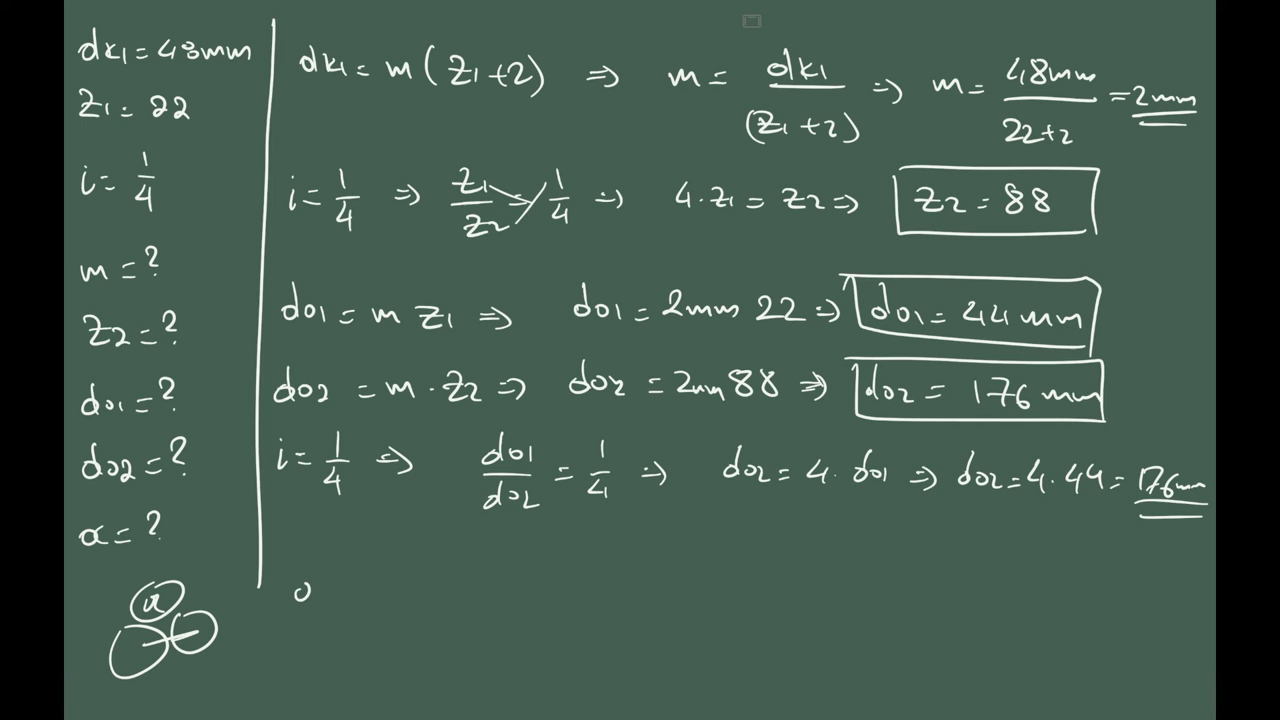 dk1 = 48mm
z1 = 22
i = 1/4
m = ?
z2 = ?
do1 = ?
do2 = ?
a = ?
a
dk1 = m (z1+2) ⇒ m = dk1/(z1+2) ⇒ m = 48mm/22+2 = 2mm
i = 1/4 ⇒ z1/z2 = 1/4 ⇒ 4.z1 = z2 ⇒ z2 = 88
do1 = m z1 ⇒ do1 = 2mm 22 ⇒ do1 = 44 mm
do2 = m . z2 ⇒ do2 = 2mm 88 ⇒ do2 = 176 mm
i = 1/4 ⇒ do1/do2 = 1/4 ⇒ do2 = 4. do1 ⇒ do2 = 4.44 = 176mm